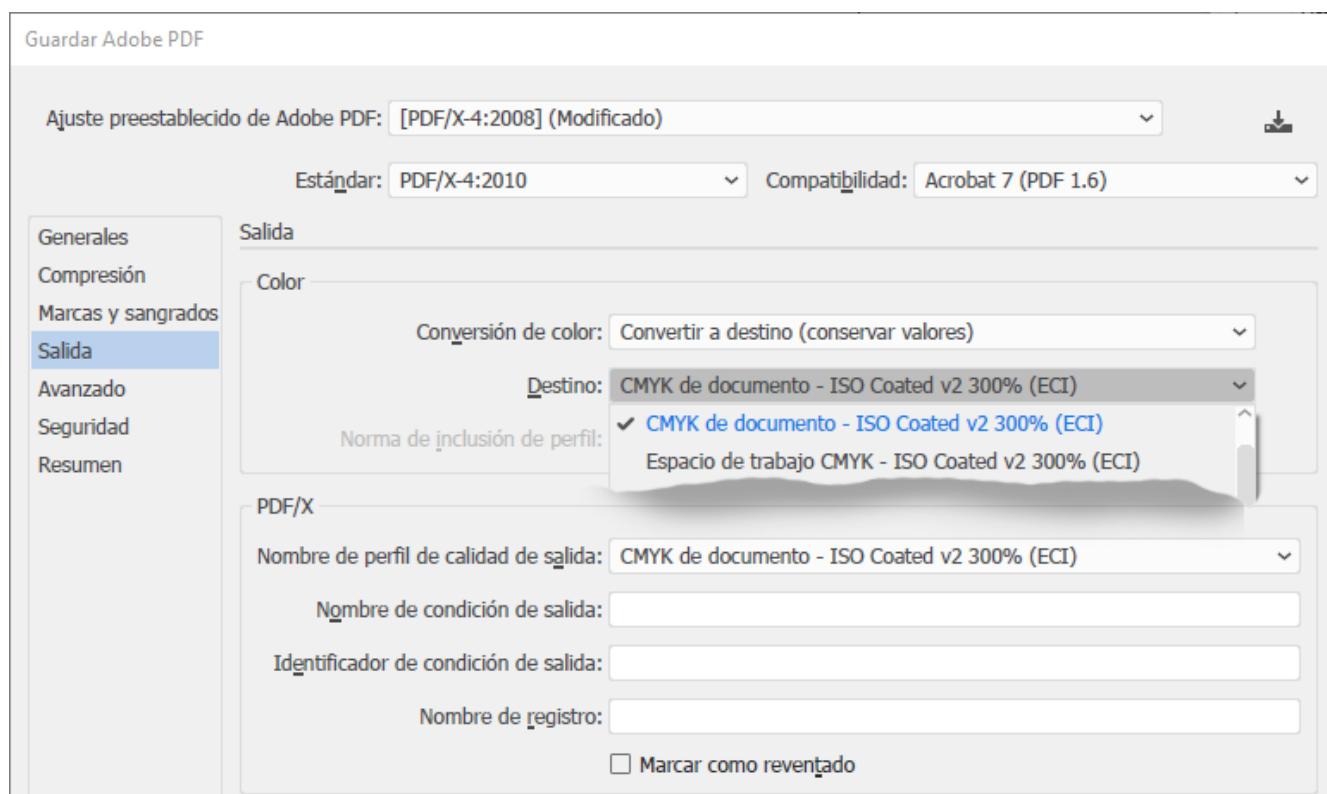 Guardar Adobe PDF
Ajuste preestablecido de Adobe PDF: [PDF/X-4:2008] (Modificado)
Estándar: PDF/X-4:2010 Compatibilidad: Acrobat 7 (PDF 1.6)
Generales
Compresión
Marcas y sangrados
Salida
Avanzado
Seguridad
Resumen
Salida
Color
Conversión de color: Convertir a destino (conservar valores)
Destino: CMYK de documento - ISO Coated v2 300% (ECI)
CMYK de documento - ISO Coated v2 300% (ECI)
Norma de inclusión de perfil:
Espacio de trabajo CMYK - ISO Coated v2 300% (ECI)
PDF/X
Nombre de perfil de calidad de salida: CMYK de documento - ISO Coated v2 300% (ECI)
Nombre de condición de salida:
Identificador de condición de salida:
Nombre de registro:
Marcar como reventado